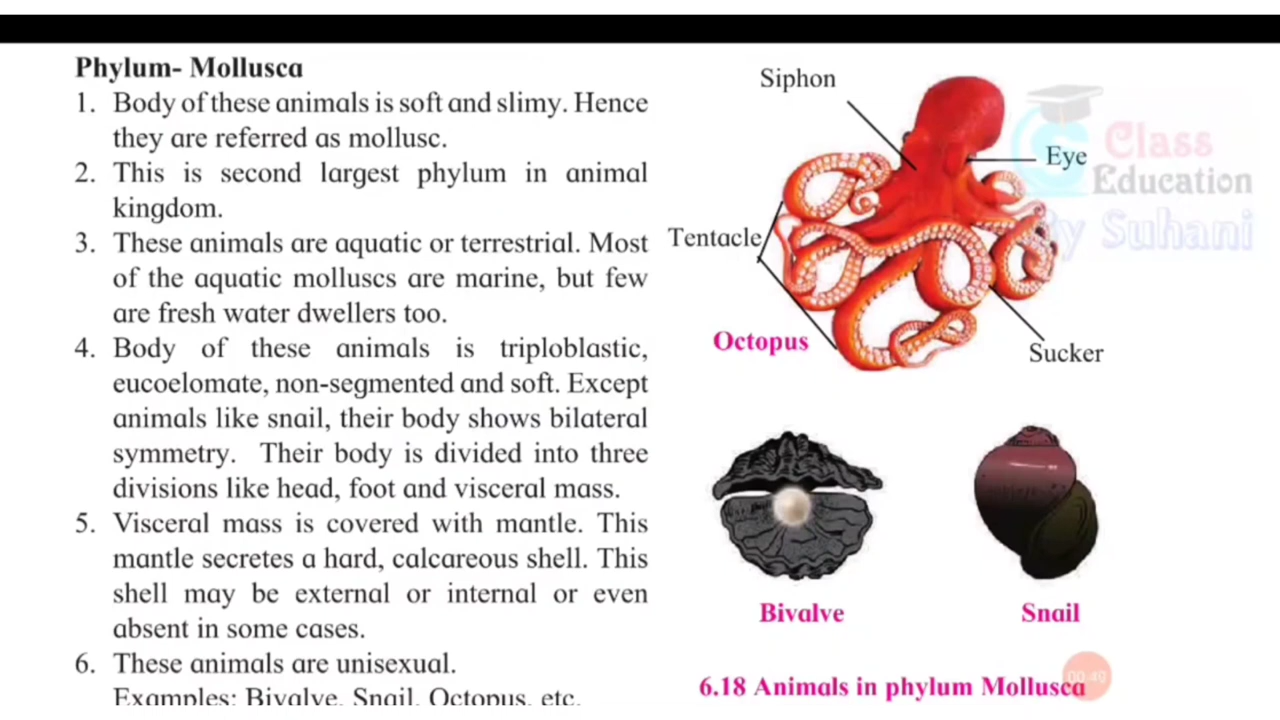 Phylum- Mollusca
1. Body of these animals is soft and slimy. Hence
they are referred as mollusc.
2. This is second largest phylum in animal
kingdom.
3. These animals are aquatic or terrestrial. Most
of the aquatic molluscs are marine, but few
are fresh water dwellers too.
4. Body of these animals is triploblastic,
eucoelomate, non-segmented and soft. Except
animals like snail, their body shows bilateral
symmetry. Their body is divided into three
divisions like head, foot and visceral mass.
5. Visceral mass is covered with mantle. This
mantle secretes a hard, calcareous shell. This
shell may be external or internal or even
absent in some cases.
6. These animals are unisexual.
Examples: Bivalve, Snail, Octopus, etc.
Siphon
Eye
Tentacle
Octopus
Sucker
Class
Education
By Suhani
Bivalve
Snail
6.18 Animals in phylum Mollusca
00:49